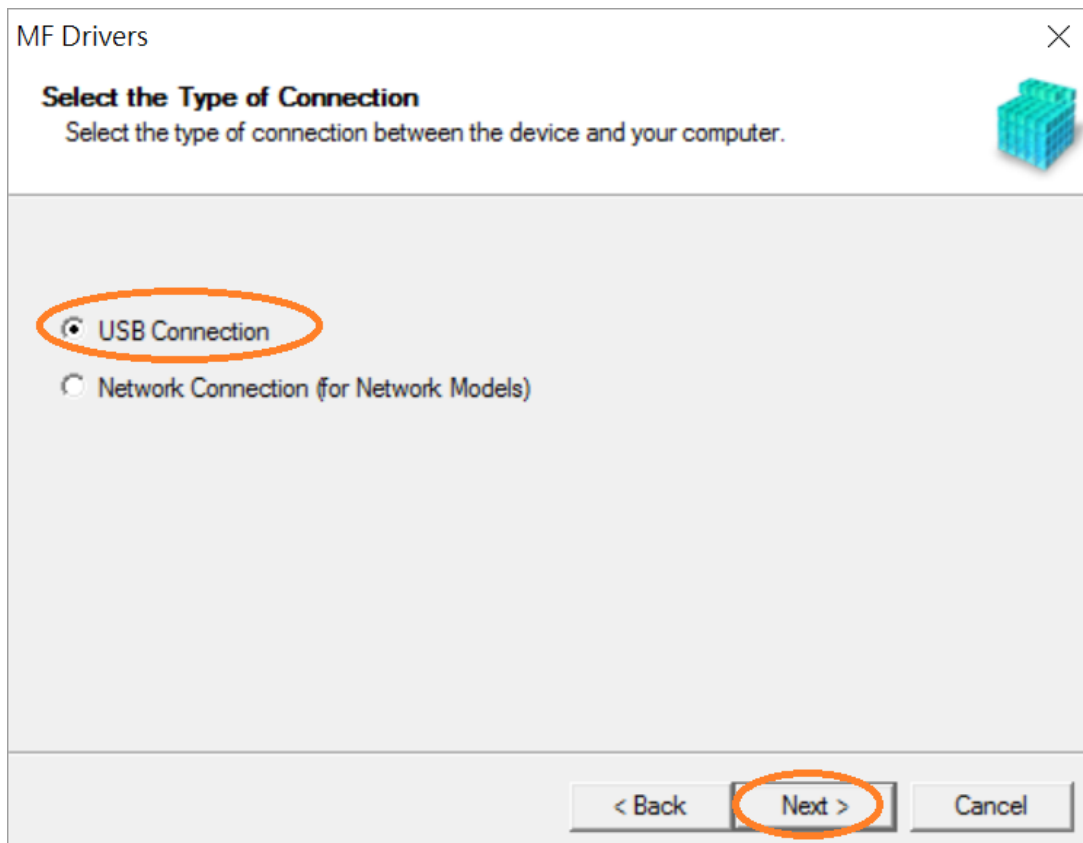 MF Drivers
Select the Type of Connection
Select the type of connection between the device and your computer.
USB Connection
Network Connection (for Network Models)
< Back
Next >
Cancel